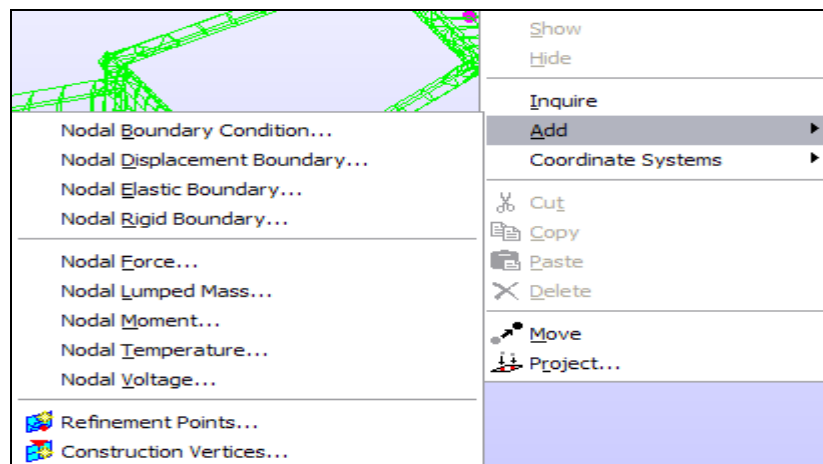 Show
Hide
Inquire
Add
Coordinate Systems
Cut
Copy
Paste
Delete
Move
Project...
Nodal Boundary Condition...
Nodal Displacement Boundary...
Nodal Elastic Boundary...
Nodal Rigid Boundary...
Nodal Force...
Nodal Lumped Mass...
Nodal Moment...
Nodal Temperature...
Nodal Voltage...
Refinement Points...
Construction Vertices...